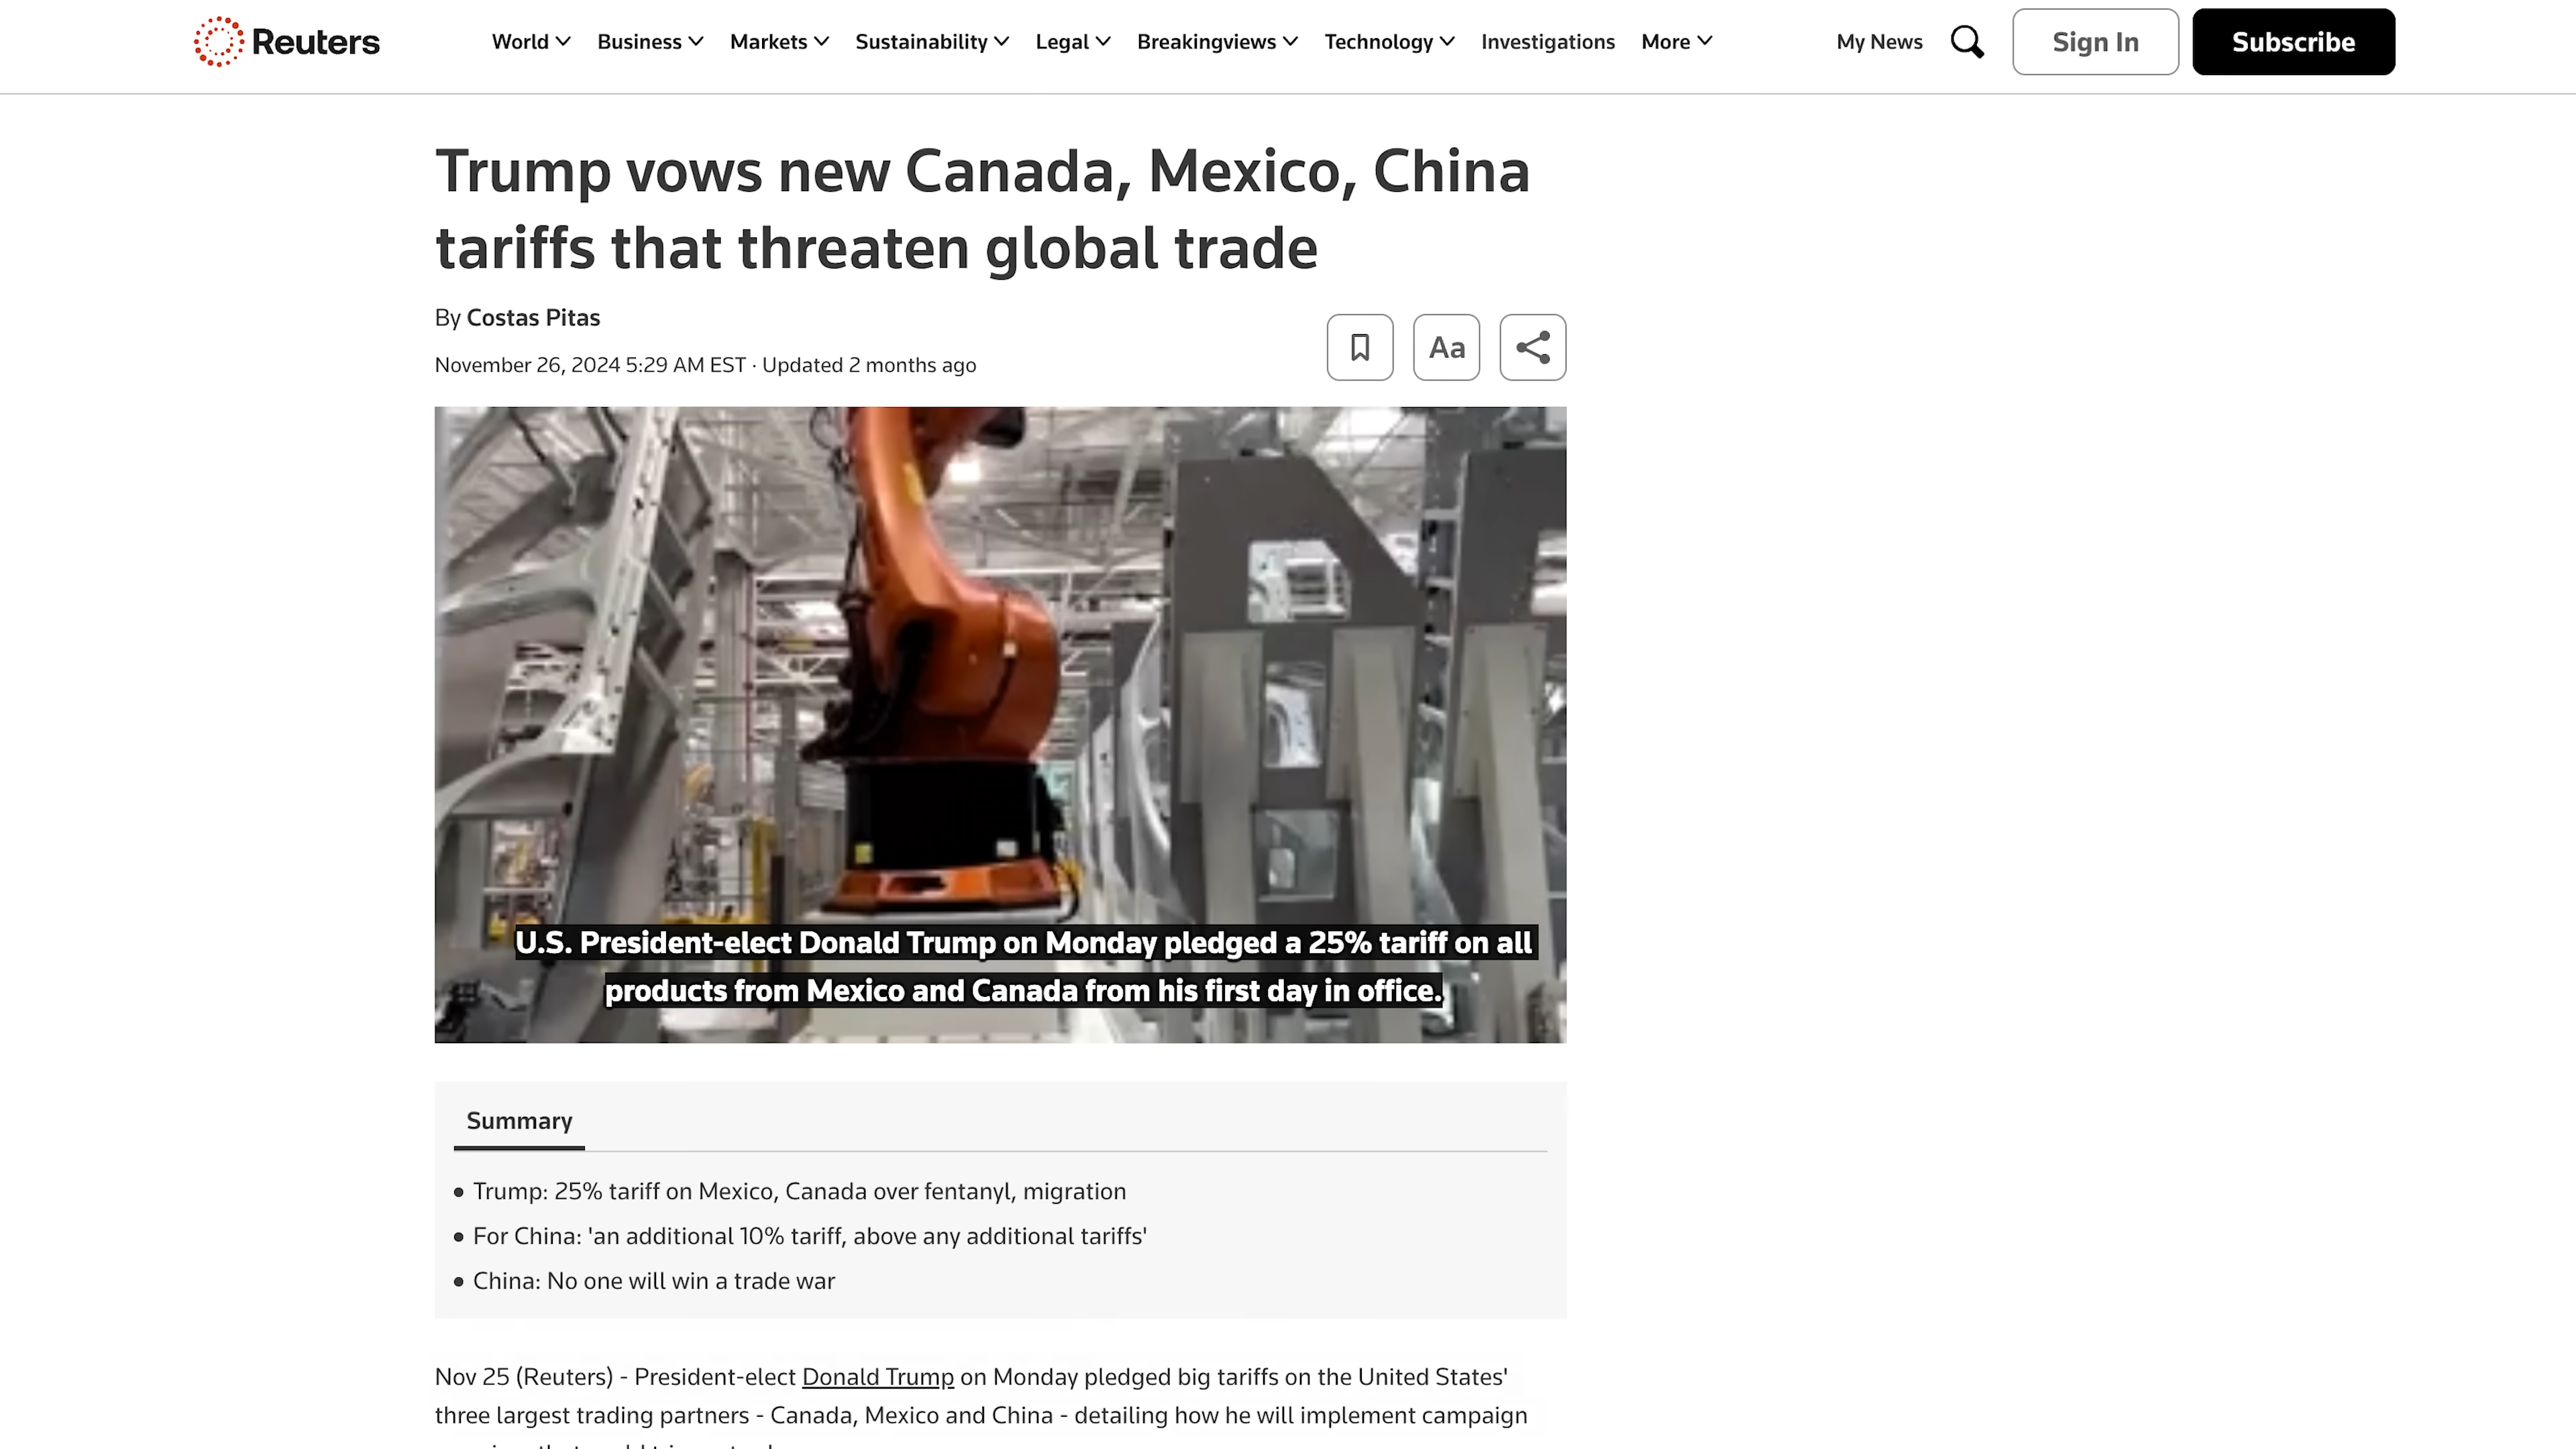 Reuters
World Business Markets Sustainability Legal Breakingviews Technology Investigations More
My News Sign In Subscribe
Trump vows new Canada, Mexico, China
tariffs that threaten global trade
By Costas Pitas
November 26, 2024 5:29 AM EST · Updated 2 months ago
Aa
U.S. President-elect Donald Trump on Monday pledged a 25% tariff on all
products from Mexico and Canada from his first day in office.
Summary
Trump: 25% tariff on Mexico, Canada over fentanyl, migration
For China: 'an additional 10% tariff, above any additional tariffs'
China: No one will win a trade war
Nov 25 (Reuters) - President-elect Donald Trump on Monday pledged big tariffs on the United States'
three largest trading partners - Canada, Mexico and China - detailing how he will implement campaign